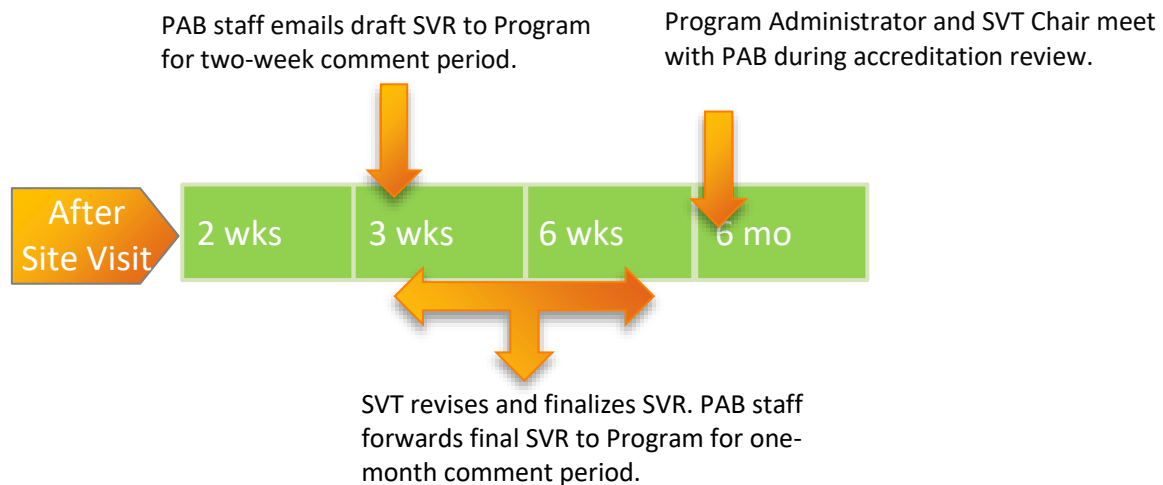 PAB staff emails draft SVR to Program
for two-week comment period.
Program Administrator and SVT Chair meet
with PAB during accreditation review.
After
Site Visit
2 wks
3 wks
6 wks
6 mo
SVT revises and finalizes SVR. PAB staff
forwards final SVR to Program for one-
month comment period.